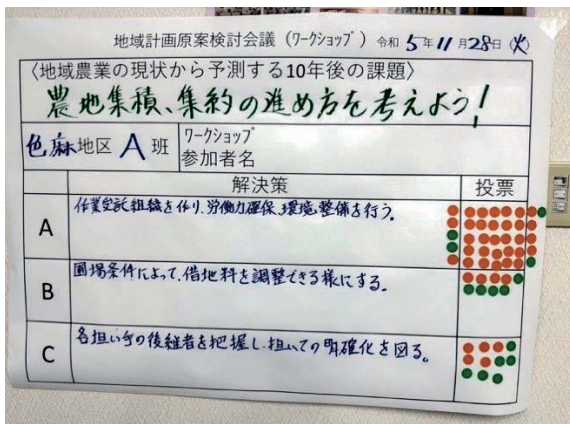 地域計画原案検討会議（ワークショップ） 令和5年11月28日（火）
〈地域農業の現状から予測する10年後の課題〉
農地集積、集約の進め方を考えよう！
色麻地区 A 班
ワークショップ
参加者名
解決策 投票
A 作業受託組織を作り、労働力確保、環境整備を行う。
B 圃場条件によって、借地料を調整できる様にする。
C 各担い手の後継者を把握し、担い手の明確化を図る。